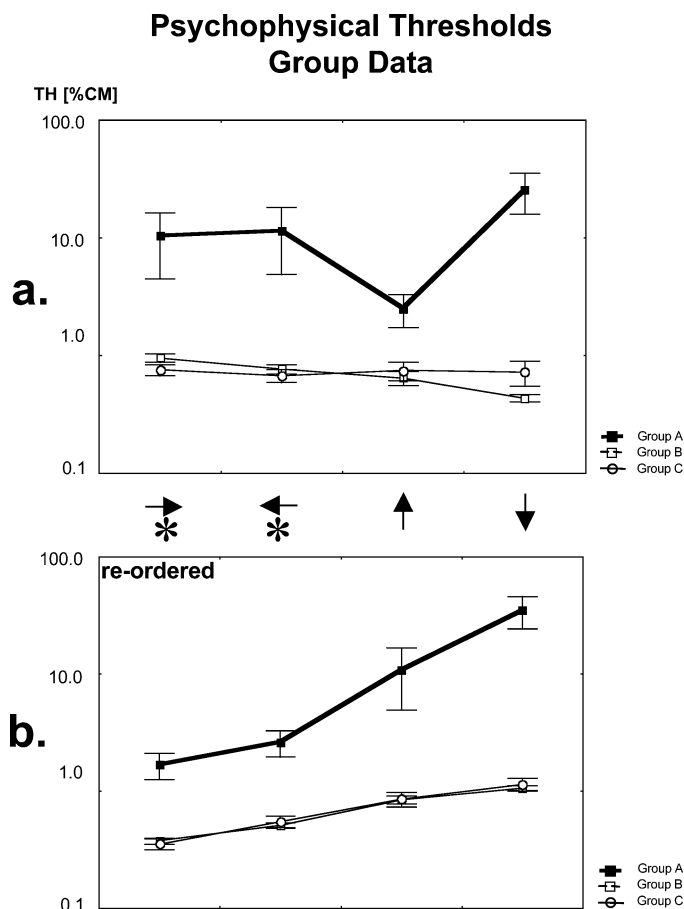 Psychophysical Thresholds
Group Data
TH [%CM]
100.0
10.0
a.
1.0
0.1
Group A
Group B
Group C
* *
100.0
re-ordered
10.0
b.
1.0
0.1
Group A
Group B
Group C